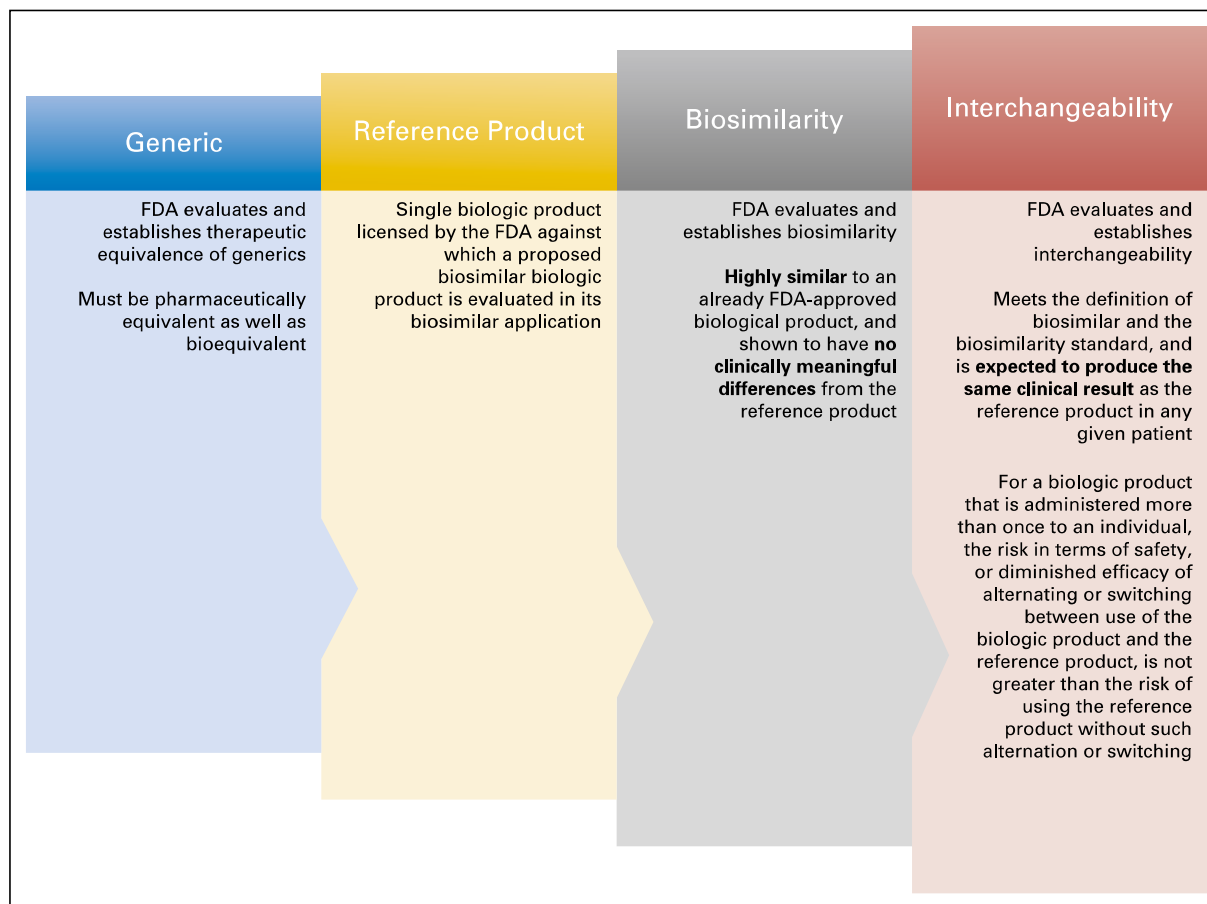 Generic
FDA evaluates and
establishes therapeutic
equivalence of generics
Must be pharmaceutically
equivalent as well as
bioequivalent
Reference Product
Single biologic product
licensed by the FDA against
which a proposed
biosimilar biologic
product is evaluated in its
biosimilar application
Biosimilarity
FDA evaluates and
establishes biosimilarity
Highly similar to an
already FDA-approved
biological product, and
shown to have no
clinically meaningful
differences from the
reference product
Interchangeability
FDA evaluates and
establishes
interchangeability
Meets the definition of
biosimilar and the
biosimilarity standard, and
is expected to produce the
same clinical result as the
reference product in any
given patient
For a biologic product
that is administered more
than once to an individual,
the risk in terms of safety,
or diminished efficacy of
alternating or switching
between use of the
biologic product and the
reference product, is not
greater than the risk of
using the reference
product without such
alternation or switching